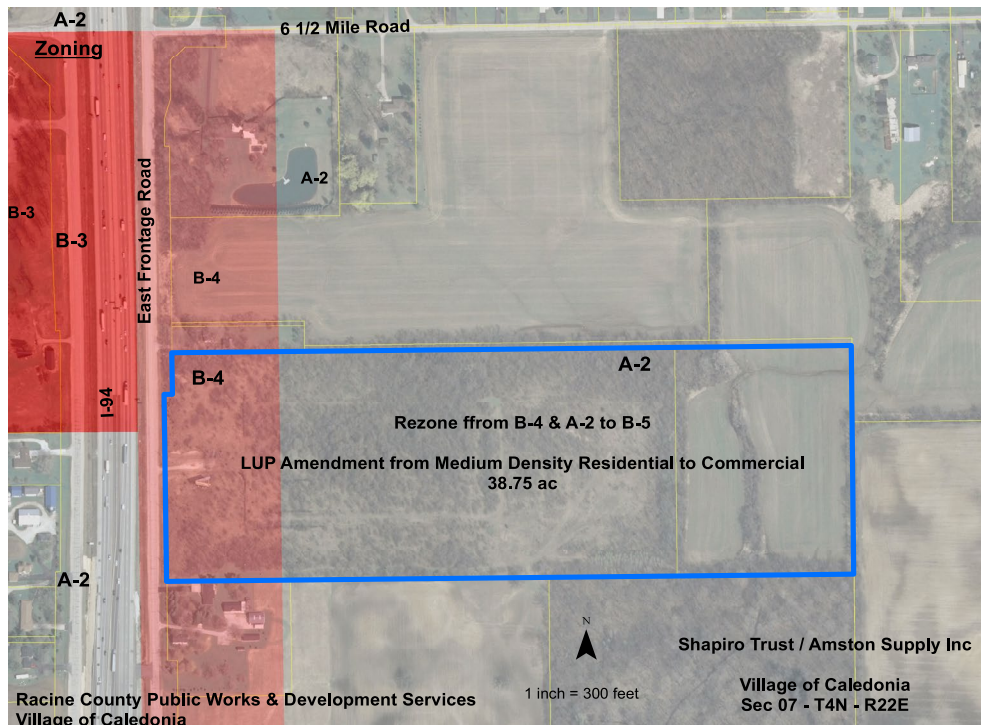 A-2
Zoning
6 1/2 Mile Road
A-2
B-3
B-3
East Frontage Road
B-4
I-94
B-4
A-2
Rezone ffrom B-4 & A-2 to B-5
LUP Amendment from Medium Density Residential to Commercial
38.75 ac
A-2
N
Shapiro Trust / Amston Supply Inc
1 inch = 300 feet
Village of Caledonia
Sec 07 - T4N - R22E
Racine County Public Works & Development Services
Village of Caledonia